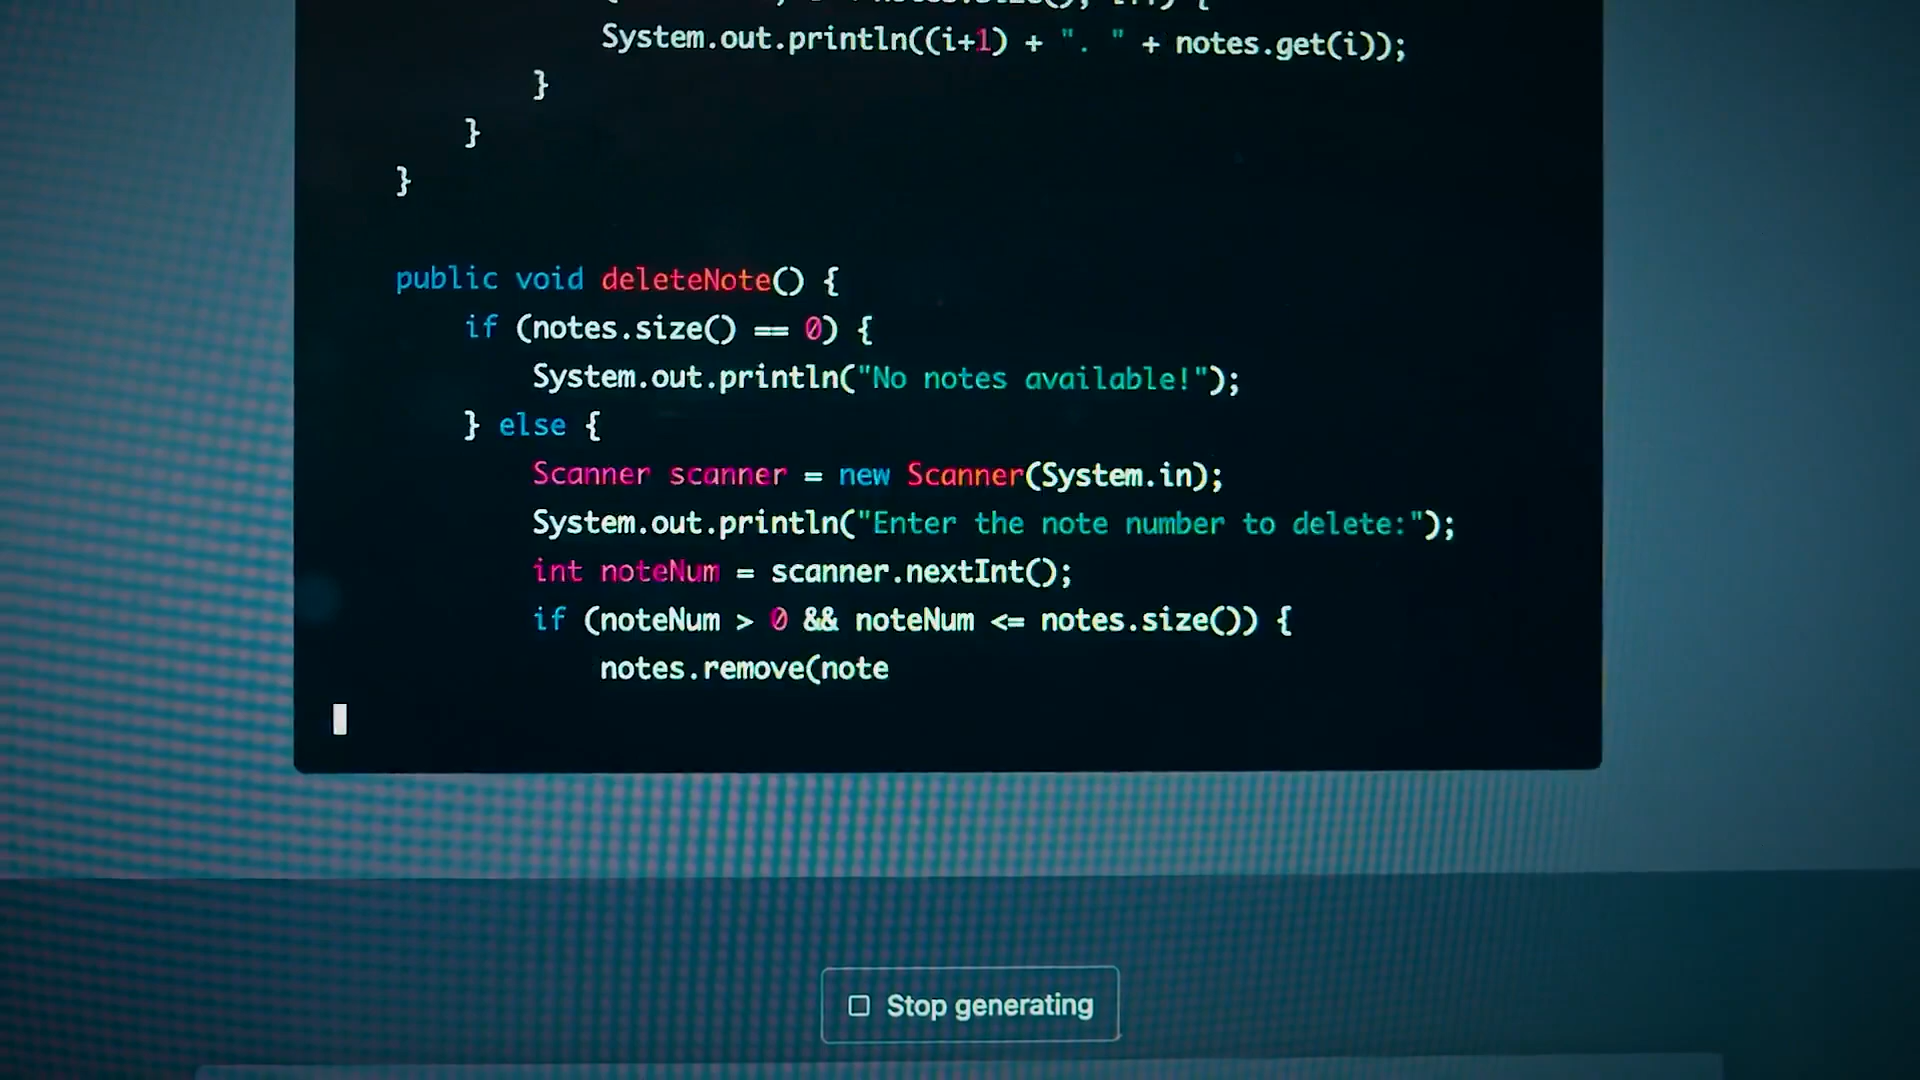 System.out.println((i+1) + ". " + notes.get(i));
}
}
}
public void deleteNote() {
if (notes.size() == 0) {
System.out.println("No notes available!");
} else {
Scanner scanner = new Scanner(System.in);
System.out.println("Enter the note number to delete:");
int noteNum = scanner.nextInt();
if (noteNum > 0 && noteNum <= notes.size()) {
notes.remove(note
Stop generating